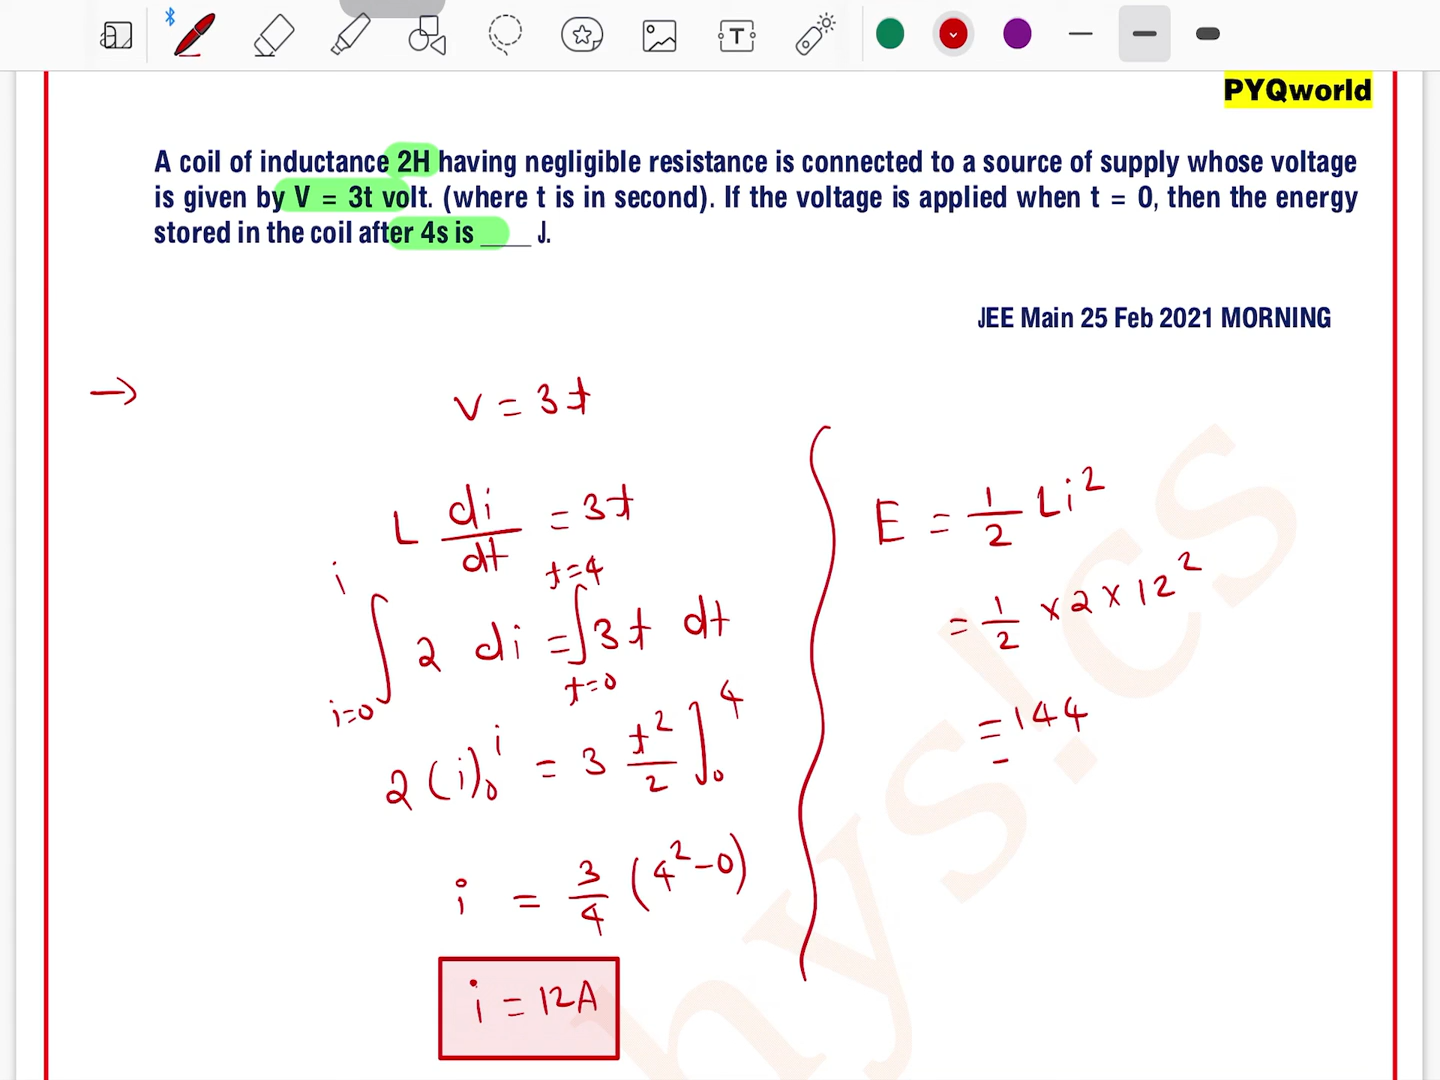 PYQworld
A coil of inductance 2H having negligible resistance is connected to a source of supply whose voltage
is given by V = 3t volt. (where t is in second). If the voltage is applied when t = 0, then the energy
stored in the coil after 4s is ____ J.
JEE Main 25 Feb 2021 MORNING
→ V = 3t
L di/dt = 3t
∫_{i=0}^{i} 2 di = ∫_{t=0}^{t=4} 3t dt
2 (i)₀ⁱ = 3 t²/2 ]₀⁴
i = 3/4 (4² - 0)
i = 12A
E = 1/2 Li²
= 1/2 × 2 × 12²
= 144
hys!cs
T